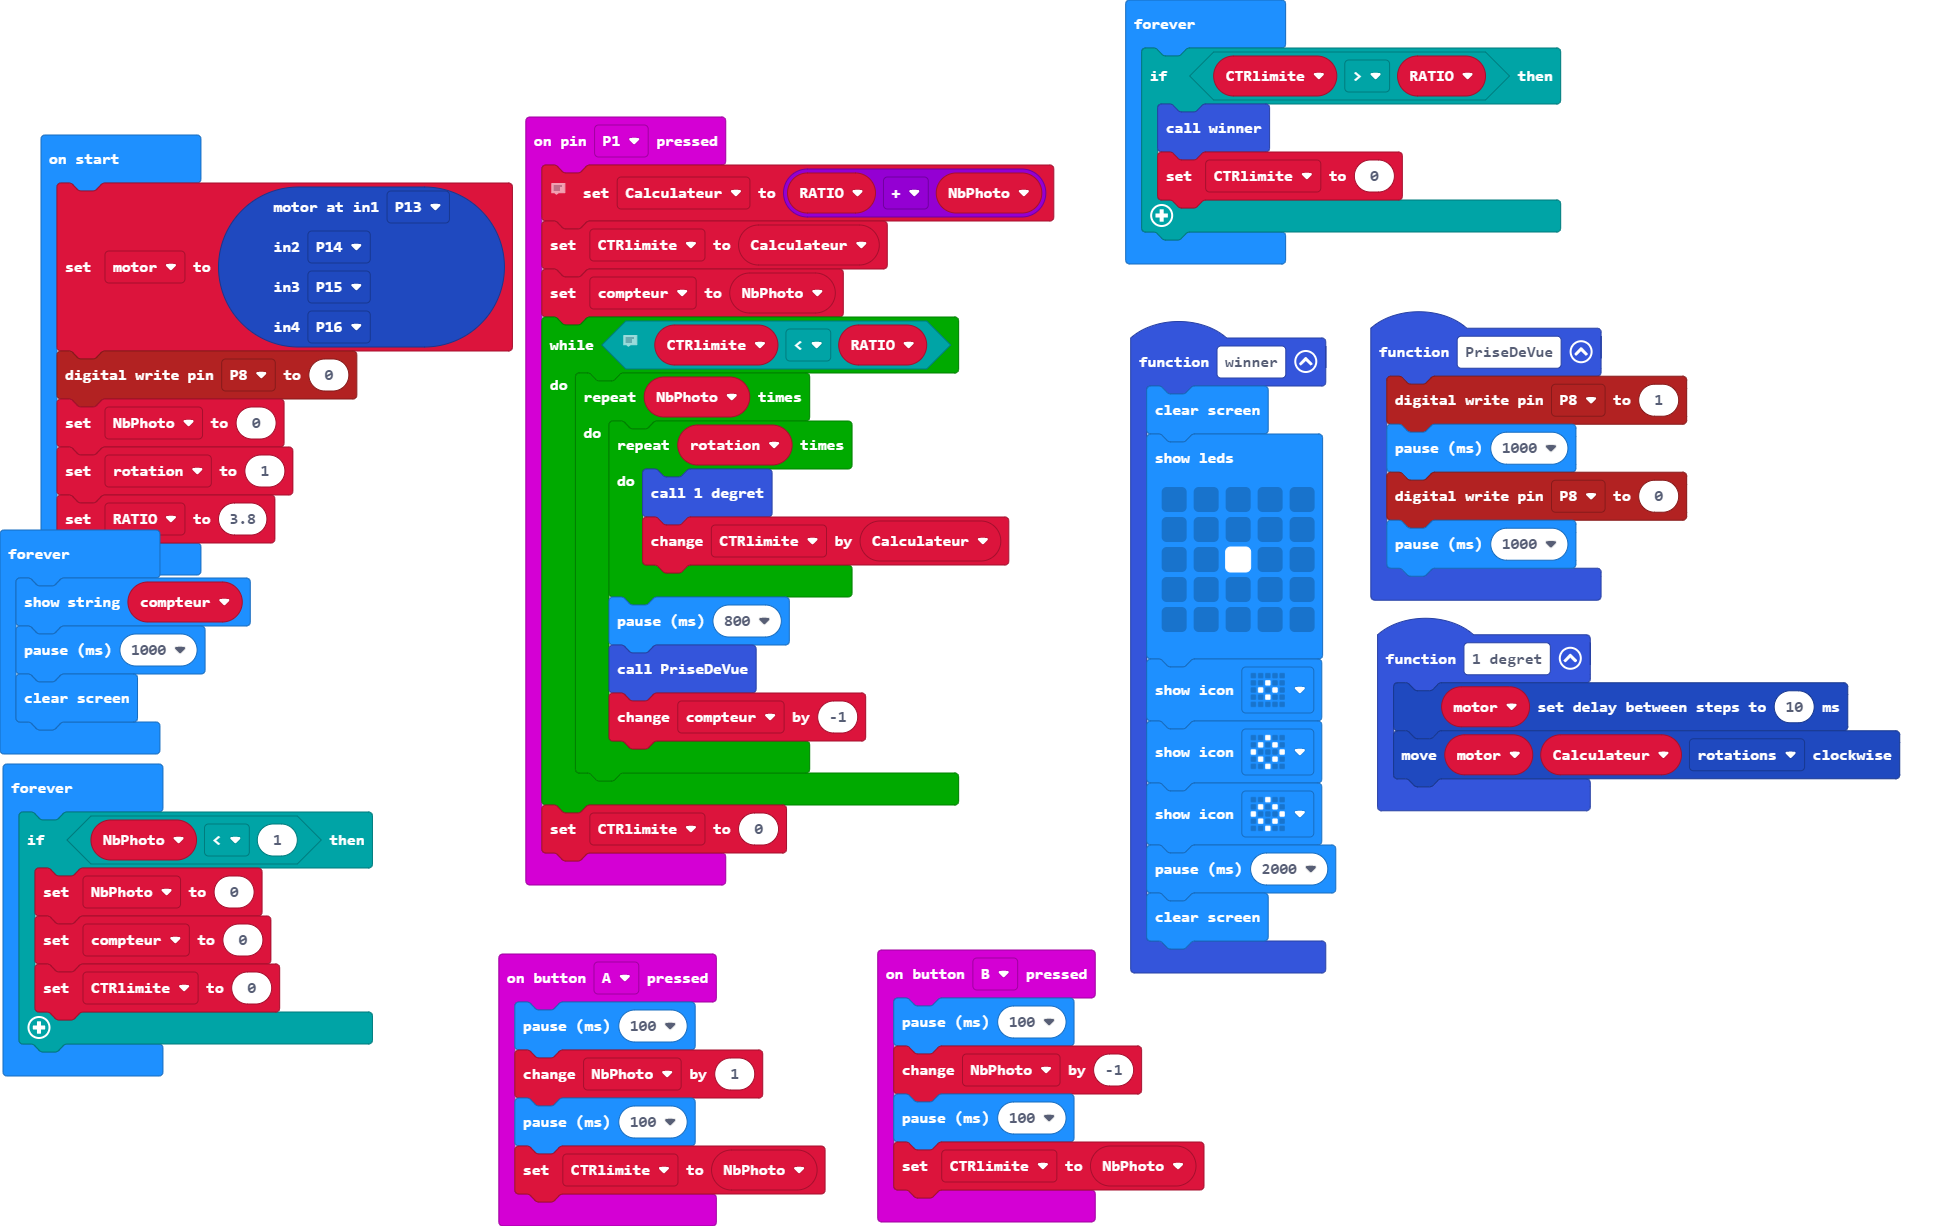 on start
set motor to motor at in1 P13
in2 P14
in3 P15
in4 P16
digital write pin P8 to 0
set NbPhoto to 0
set rotation to 1
set RATIO to 3.8
forever
show string compteur
pause (ms) 1000
clear screen
forever
if NbPhoto < 1 then
set NbPhoto to 0
set compteur to 0
set CTRlimite to 0
on pin P1 pressed
set Calculateur to RATIO + NbPhoto
set CTRlimite to Calculateur
set compteur to NbPhoto
while CTRlimite < RATIO
do
repeat NbPhoto times
do
repeat rotation times
do
call 1 degret
change CTRlimite by Calculateur
pause (ms) 800
call PriseDeVue
change compteur by -1
set CTRlimite to 0
on button A pressed
pause (ms) 100
change NbPhoto by 1
pause (ms) 100
set CTRlimite to NbPhoto
on button B pressed
pause (ms) 100
change NbPhoto by -1
pause (ms) 100
set CTRlimite to NbPhoto
forever
if CTRlimite > RATIO then
call winner
set CTRlimite to 0
function winner
clear screen
show leds
show icon
show icon
show icon
pause (ms) 2000
clear screen
function PriseDeVue
digital write pin P8 to 1
pause (ms) 1000
digital write pin P8 to 0
pause (ms) 1000
function 1 degret
motor set delay between steps to 10 ms
move motor Calculateur rotations clockwise